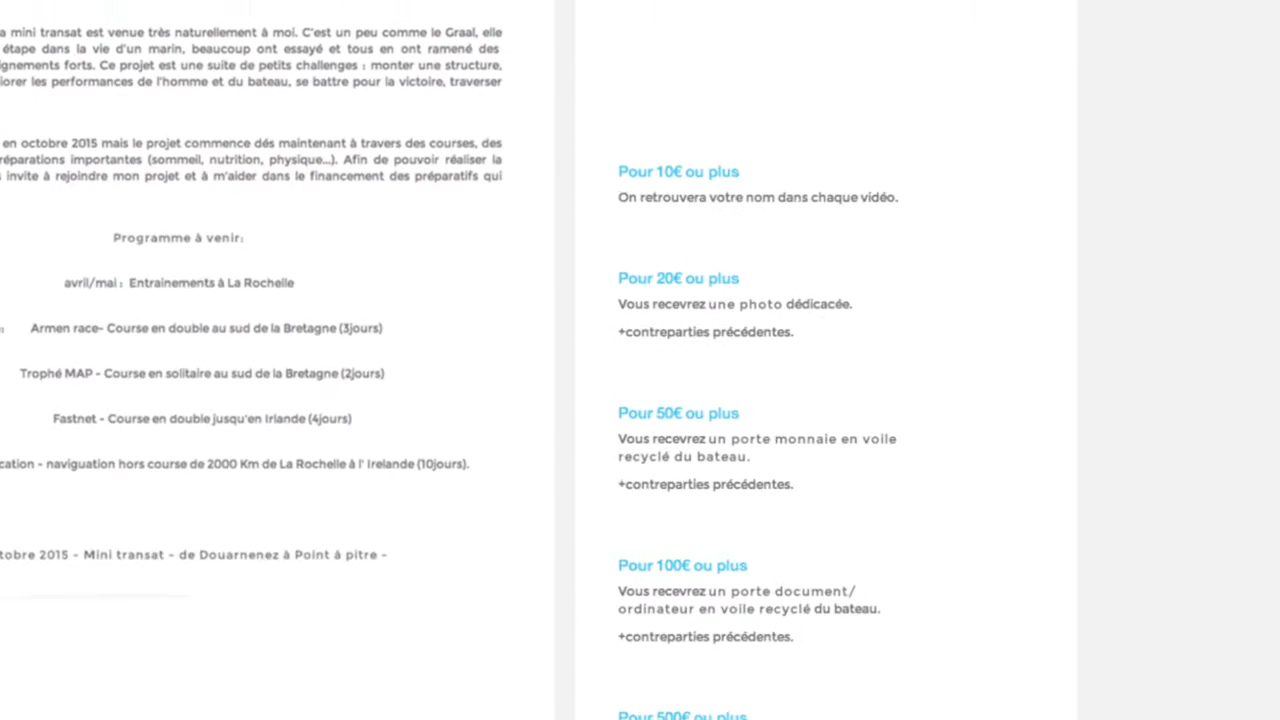 a mini transat est venue très naturellement à moi. C'est un peu comme le Graal, elle
étape dans la vie d'un marin, beaucoup ont essayé et tous en ont ramené des
ignements forts. Ce projet est une suite de petits challenges : monter une structure,
iorer les performances de l'homme et du bateau, se battre pour la victoire, traverser
en octobre 2015 mais le projet commence dés maintenant à travers des courses, des
réparations importantes (sommeil, nutrition, physique...). Afin de pouvoir réaliser la
invite à rejoindre mon projet et à m'aider dans le financement des préparatifs qui
Programme à venir:
avril/mai : Entrainements à La Rochelle
Armen race- Course en double au sud de la Bretagne (3jours)
Trophé MAP - Course en solitaire au sud de la Bretagne (2jours)
Fastnet - Course en double jusqu'en Irlande (4jours)
cation - naviguation hors course de 2000 Km de La Rochelle à l' Irelande (10jours).
tobre 2015 - Mini transat - de Douarnenez à Point à pitre -
Pour 10€ ou plus
On retrouvera votre nom dans chaque vidéo.
Pour 20€ ou plus
Vous recevrez une photo dédicacée.
+contreparties précédentes.
Pour 50€ ou plus
Vous recevrez un porte monnaie en voile
recyclé du bateau.
+contreparties précédentes.
Pour 100€ ou plus
Vous recevrez un porte document/
ordinateur en voile recyclé du bateau.
+contreparties précédentes.
Pour 500€ ou plus